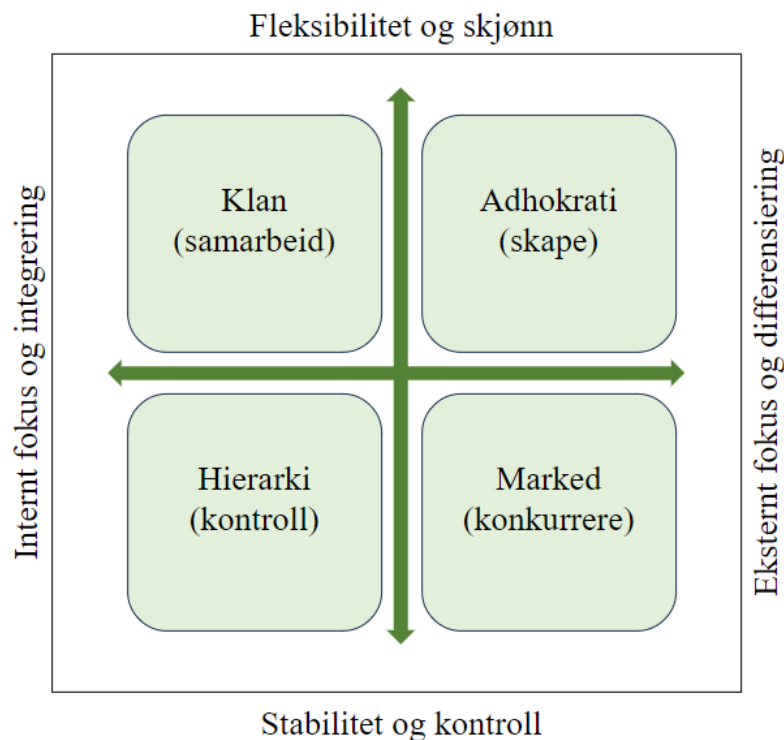 Fleksibilitet og skjønn
Internt fokus og integrering
Klan
(samarbeid)
Adhokrati
(skape)
Hierarki
(kontroll)
Marked
(konkurrere)
Eksternt fokus og differensiering
Stabilitet og kontroll